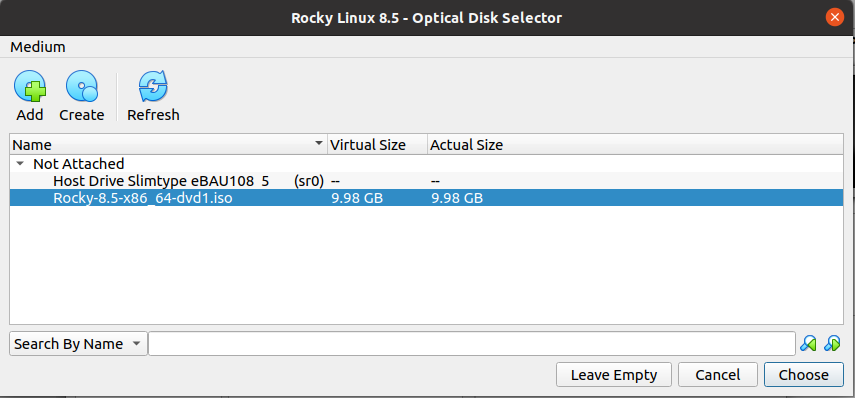 Rocky Linux 8.5 - Optical Disk Selector
Medium
Add Create Refresh
Name Virtual Size Actual Size
Not Attached
Host Drive Slimtype eBAU108 5 (sr0) -- --
Rocky-8.5-x86_64-dvd1.iso 9.98 GB 9.98 GB
Search By Name
Leave Empty Cancel Choose